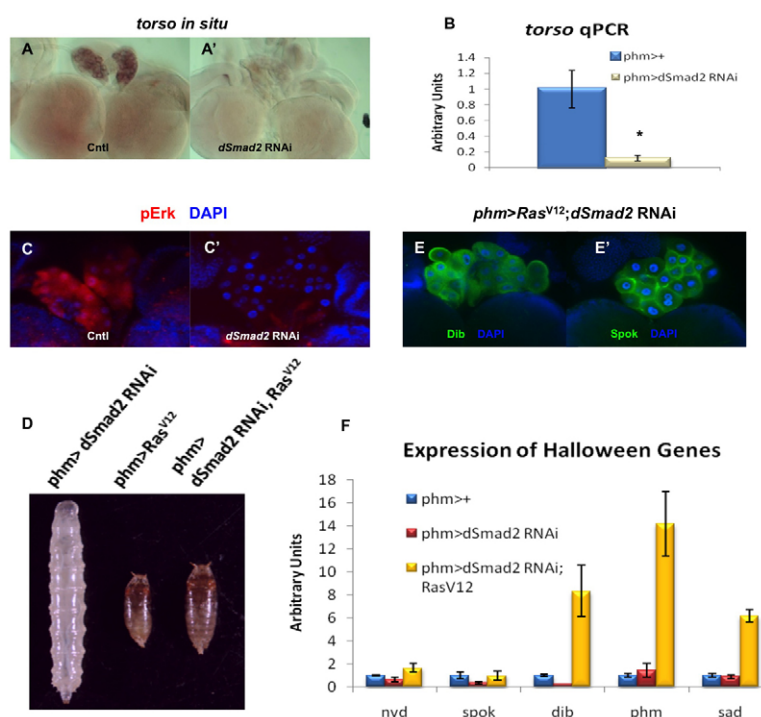 torso in situ
A
A'
Cntl
dSmad2 RNAi
B
torso qPCR
Arbitrary Units
1.4
1.2
1
0.8
0.6
0.4
0.2
0
phm>+
phm>dSmad2 RNAi
*
pErk DAPI
C
C'
Cntl
dSmad2 RNAi
phm>RasV12;dSmad2 RNAi
E
E'
Dib DAPI
Spok DAPI
D
phm> dSmad2 RNAi
phm>RasV12
phm>
dSmad2 RNAi, RasV12
F
Expression of Halloween Genes
Arbitrary Units
18
16
14
12
10
8
6
4
2
0
phm>+
phm>dSmad2 RNAi
phm>dSmad2 RNAi;
RasV12
nvd
spok
dib
phm
sad